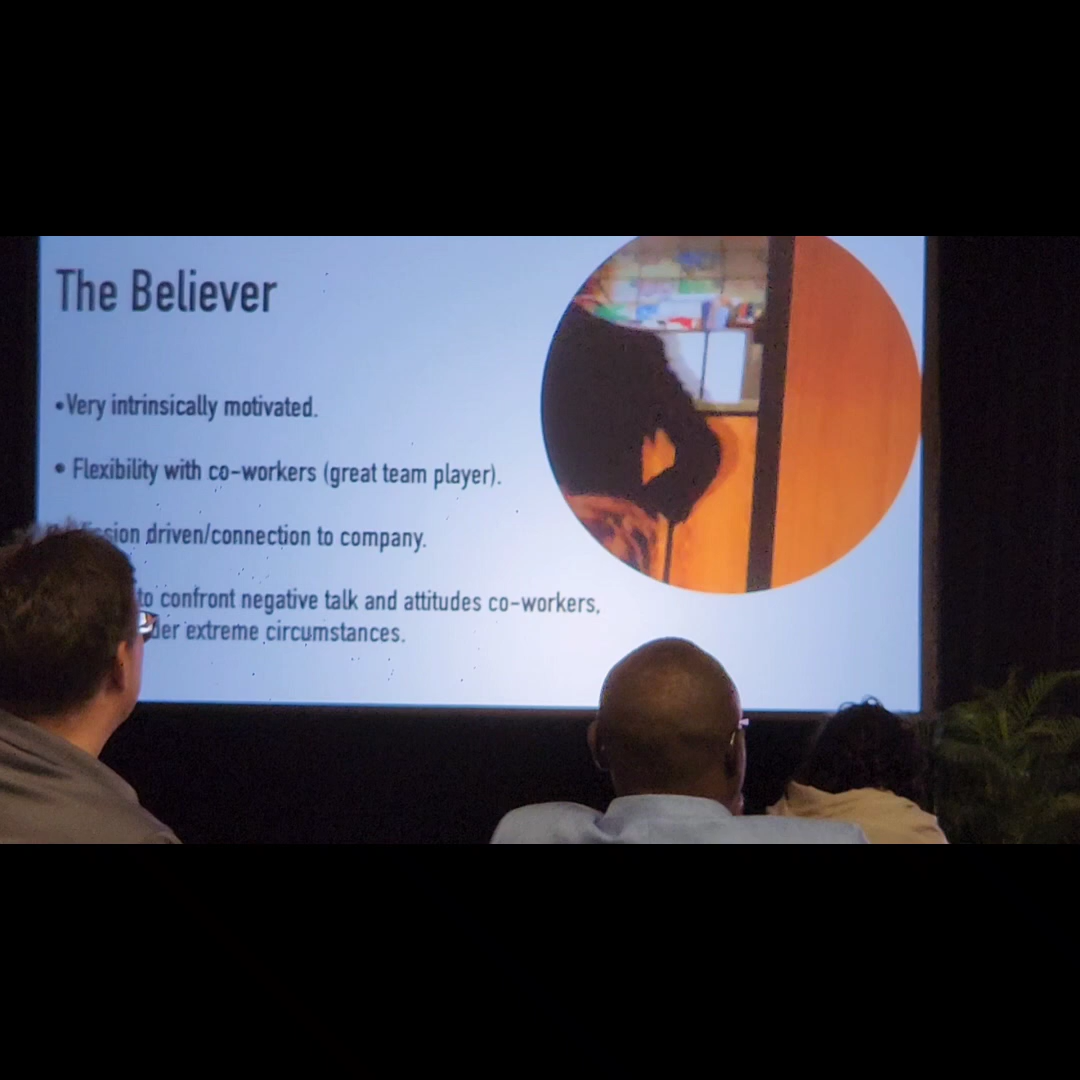 The Believer
•Very intrinsically motivated.
• Flexibility with co-workers (great team player).
driven/connection to company.
to confront negative talk and attitudes co-workers,
extreme circumstances.